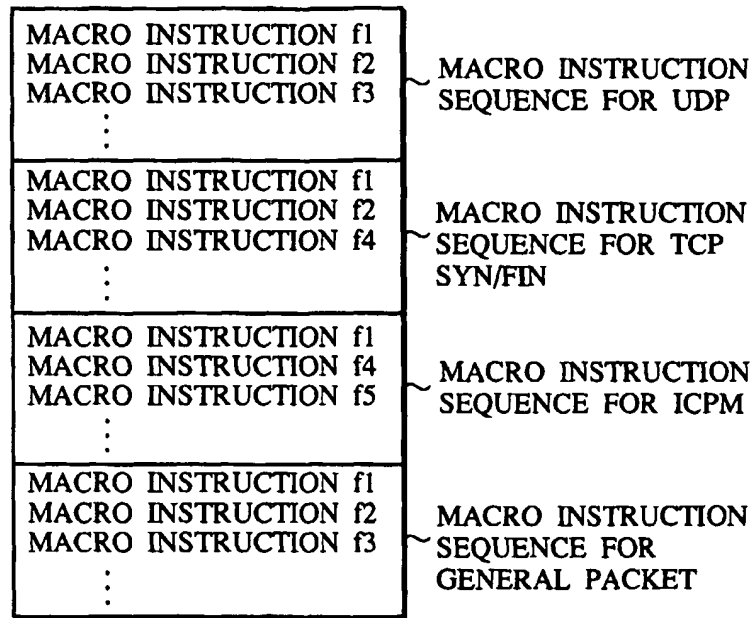 MACRO INSTRUCTION f1
MACRO INSTRUCTION f2
MACRO INSTRUCTION f3
MACRO INSTRUCTION
SEQUENCE FOR UDP
MACRO INSTRUCTION f1
MACRO INSTRUCTION f2
MACRO INSTRUCTION f4
MACRO INSTRUCTION
SEQUENCE FOR TCP
SYN/FIN
MACRO INSTRUCTION f1
MACRO INSTRUCTION f4
MACRO INSTRUCTION f5
MACRO INSTRUCTION
SEQUENCE FOR ICPM
MACRO INSTRUCTION f1
MACRO INSTRUCTION f2
MACRO INSTRUCTION f3
MACRO INSTRUCTION
SEQUENCE FOR
GENERAL PACKET